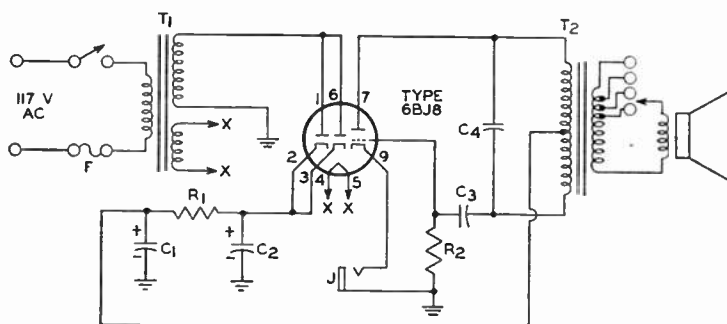 T1
T2
117 V
AC
F
X
X
1
6
7
TYPE
6BJ8
2
3
4
5
9
X
X
R1
C1
+
-
C2
+
-
J
R2
C3
C4